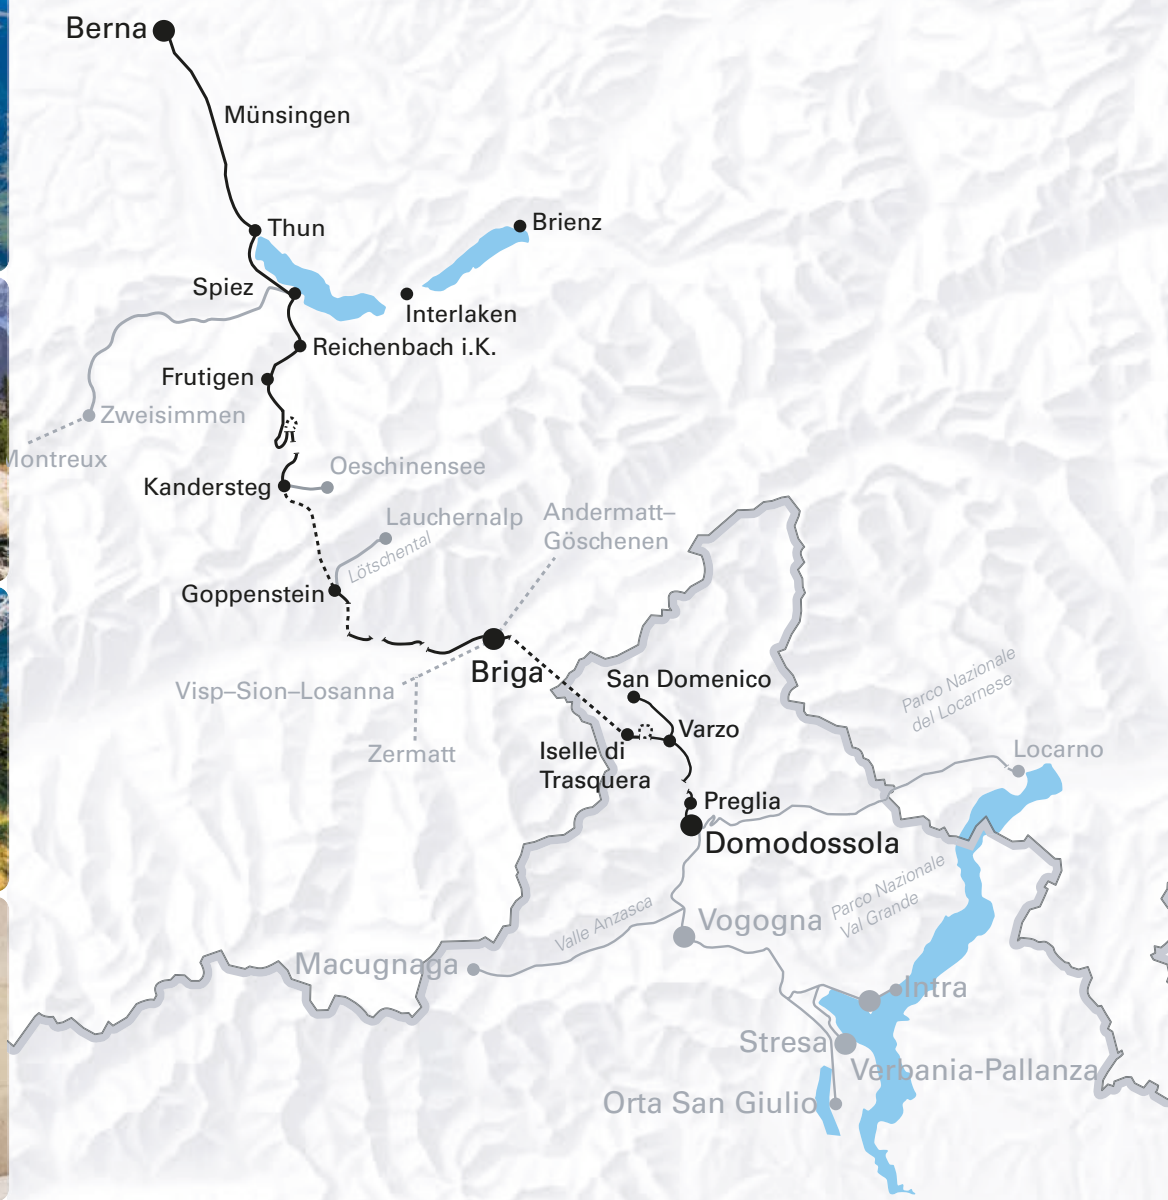 Berna
Münsingen
Thun
Brienz
Spiez
Interlaken
Reichenbach i.K.
Frutigen
Zweisimmen
Montreux
Oeschinensee
Kandersteg
Lauchernalp
Andermatt–
Göschenen
Lötschental
Goppenstein
Briga
Visp–Sion–Losanna
San Domenico
Parco Nazionale
del Locarnese
Varzo
Iselle di
Trasquera
Zermatt
Locarno
Preglia
Domodossola
Parco Nazionale
Val Grande
Valle Anzasca
Vogogna
Macugnaga
Intra
Stresa
Verbania-Pallanza
Orta San Giulio